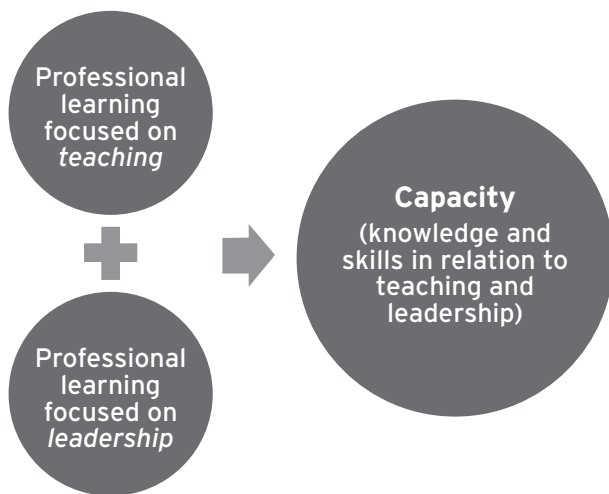 Professional
learning
focused on
teaching
Professional
learning
focused on
leadership
Capacity
(knowledge and
skills in relation to
teaching and
leadership)